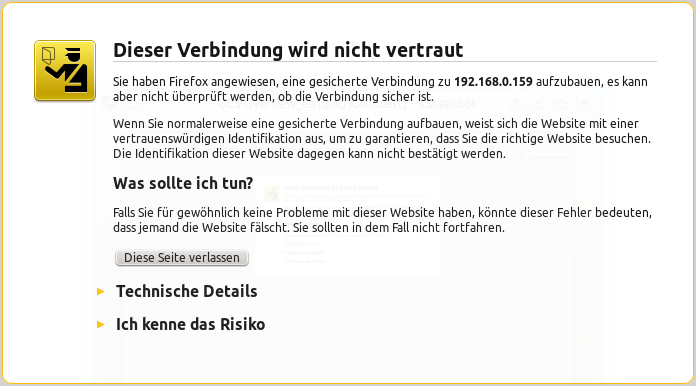 Dieser Verbindung wird nicht vertraut
Sie haben Firefox angewiesen, eine gesicherte Verbindung zu 192.168.0.159 aufzubauen, es kann
aber nicht überprüft werden, ob die Verbindung sicher ist.
Wenn Sie normalerweise eine gesicherte Verbindung aufbauen, weist sich die Website mit einer
vertrauenswürdigen Identifikation aus, um zu garantieren, dass Sie die richtige Website besuchen.
Die Identifikation dieser Website dagegen kann nicht bestätigt werden.
Was sollte ich tun?
Falls Sie für gewöhnlich keine Probleme mit dieser Website haben, könnte dieser Fehler bedeuten,
dass jemand die Website fälscht. Sie sollten in dem Fall nicht fortfahren.
Diese Seite verlassen
Technische Details
Ich kenne das Risiko